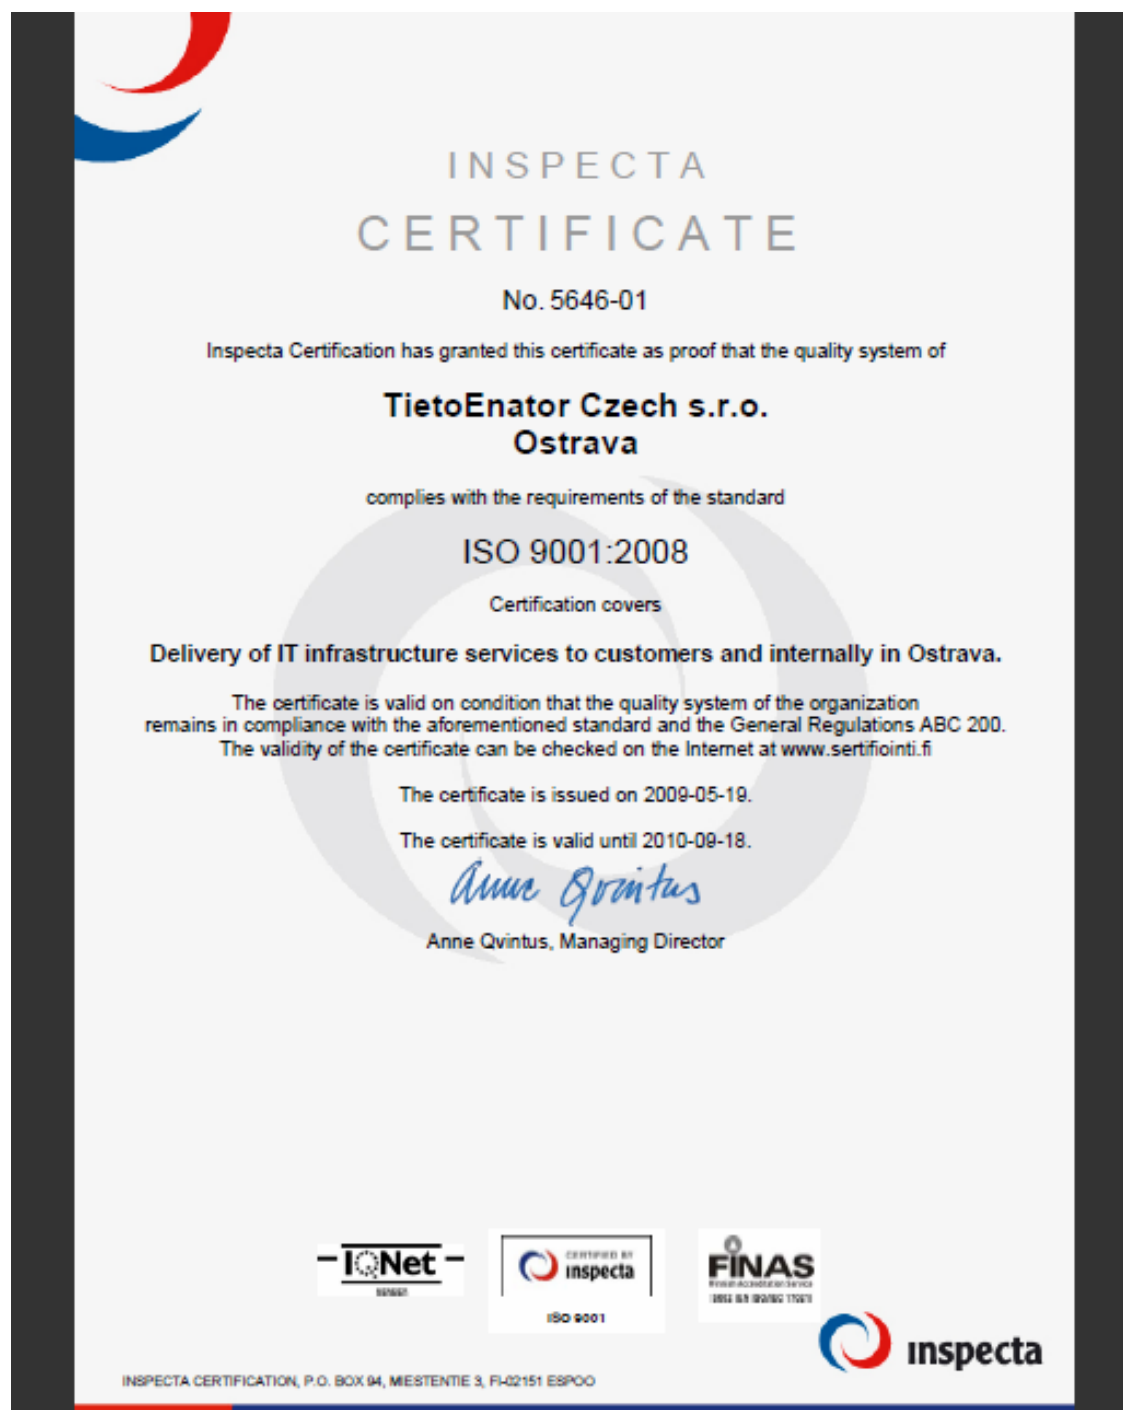 INSPECTA
CERTIFICATE
No. 5646-01
Inspecta Certification has granted this certificate as proof that the quality system of
TietoEnator Czech s.r.o.
Ostrava
complies with the requirements of the standard
ISO 9001:2008
Certification covers
Delivery of IT infrastructure services to customers and internally in Ostrava.
The certificate is valid on condition that the quality system of the organization
remains in compliance with the aforementioned standard and the General Regulations ABC 200.
The validity of the certificate can be checked on the Internet at www.sertifiointi.fi
The certificate is issued on 2009-05-19.
The certificate is valid until 2010-09-18.
Anne Qvintus
Anne Qvintus, Managing Director
IQNet
CERTIFIED BY
inspecta
ISO 9001
FINAS
Finnish Accreditation Service
inspecta
INSPECTA CERTIFICATION, P.O. BOX 94, MIESTENTIE 3, FI-02151 ESPOO